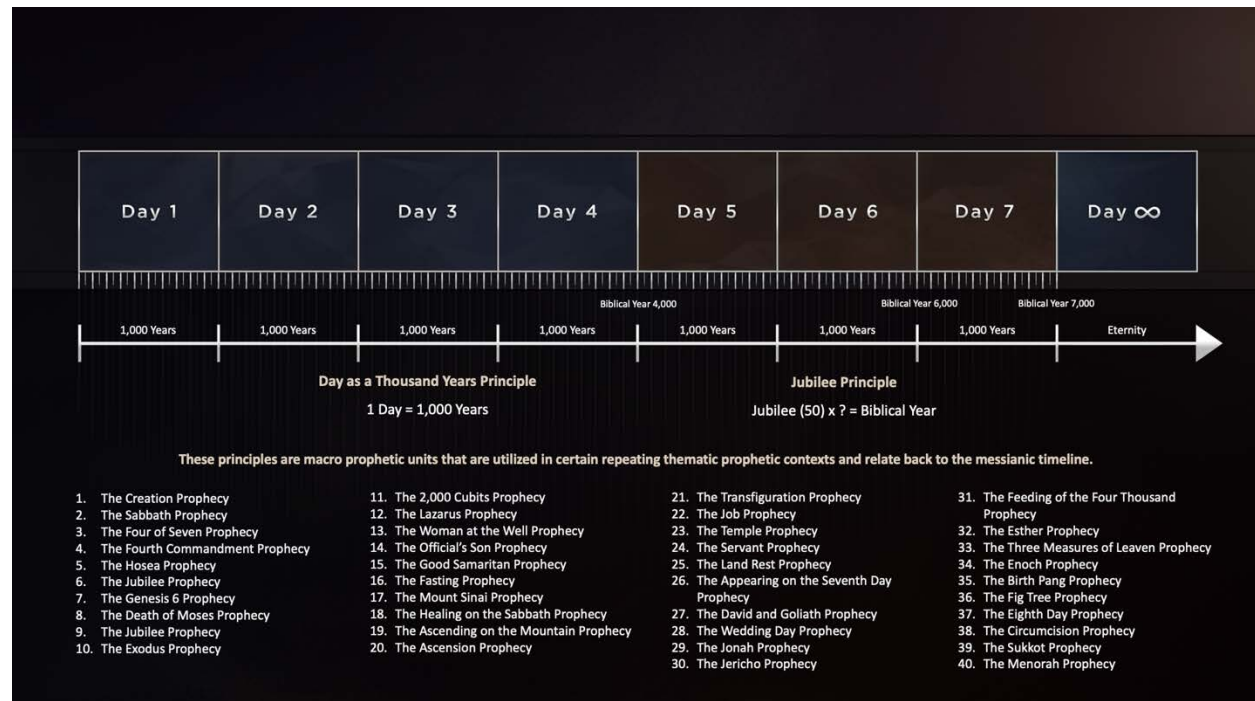 Day 1
Day 2
Day 3
Day 4
Day 5
Day 6
Day 7
Day ∞
Biblical Year 4,000
Biblical Year 6,000
Biblical Year 7,000
1,000 Years
1,000 Years
1,000 Years
1,000 Years
1,000 Years
1,000 Years
1,000 Years
Eternity
Day as a Thousand Years Principle
1 Day = 1,000 Years
Jubilee Principle
Jubilee (50) x ? = Biblical Year
These principles are macro prophetic units that are utilized in certain repeating thematic prophetic contexts and relate back to the messianic timeline.
1. The Creation Prophecy
2. The Sabbath Prophecy
3. The Four of Seven Prophecy
4. The Fourth Commandment Prophecy
5. The Hosea Prophecy
6. The Jubilee Prophecy
7. The Genesis 6 Prophecy
8. The Death of Moses Prophecy
9. The Jubilee Prophecy
10. The Exodus Prophecy
11. The 2,000 Cubits Prophecy
12. The Lazarus Prophecy
13. The Woman at the Well Prophecy
14. The Official's Son Prophecy
15. The Good Samaritan Prophecy
16. The Fasting Prophecy
17. The Mount Sinai Prophecy
18. The Healing on the Sabbath Prophecy
19. The Ascending on the Mountain Prophecy
20. The Ascension Prophecy
21. The Transfiguration Prophecy
22. The Job Prophecy
23. The Temple Prophecy
24. The Servant Prophecy
25. The Land Rest Prophecy
26. The Appearing on the Seventh Day
Prophecy
27. The David and Goliath Prophecy
28. The Wedding Day Prophecy
29. The Jonah Prophecy
30. The Jericho Prophecy
31. The Feeding of the Four Thousand
Prophecy
32. The Esther Prophecy
33. The Three Measures of Leaven Prophecy
34. The Enoch Prophecy
35. The Birth Pang Prophecy
36. The Fig Tree Prophecy
37. The Eighth Day Prophecy
38. The Circumcision Prophecy
39. The Sukkot Prophecy
40. The Menorah Prophecy